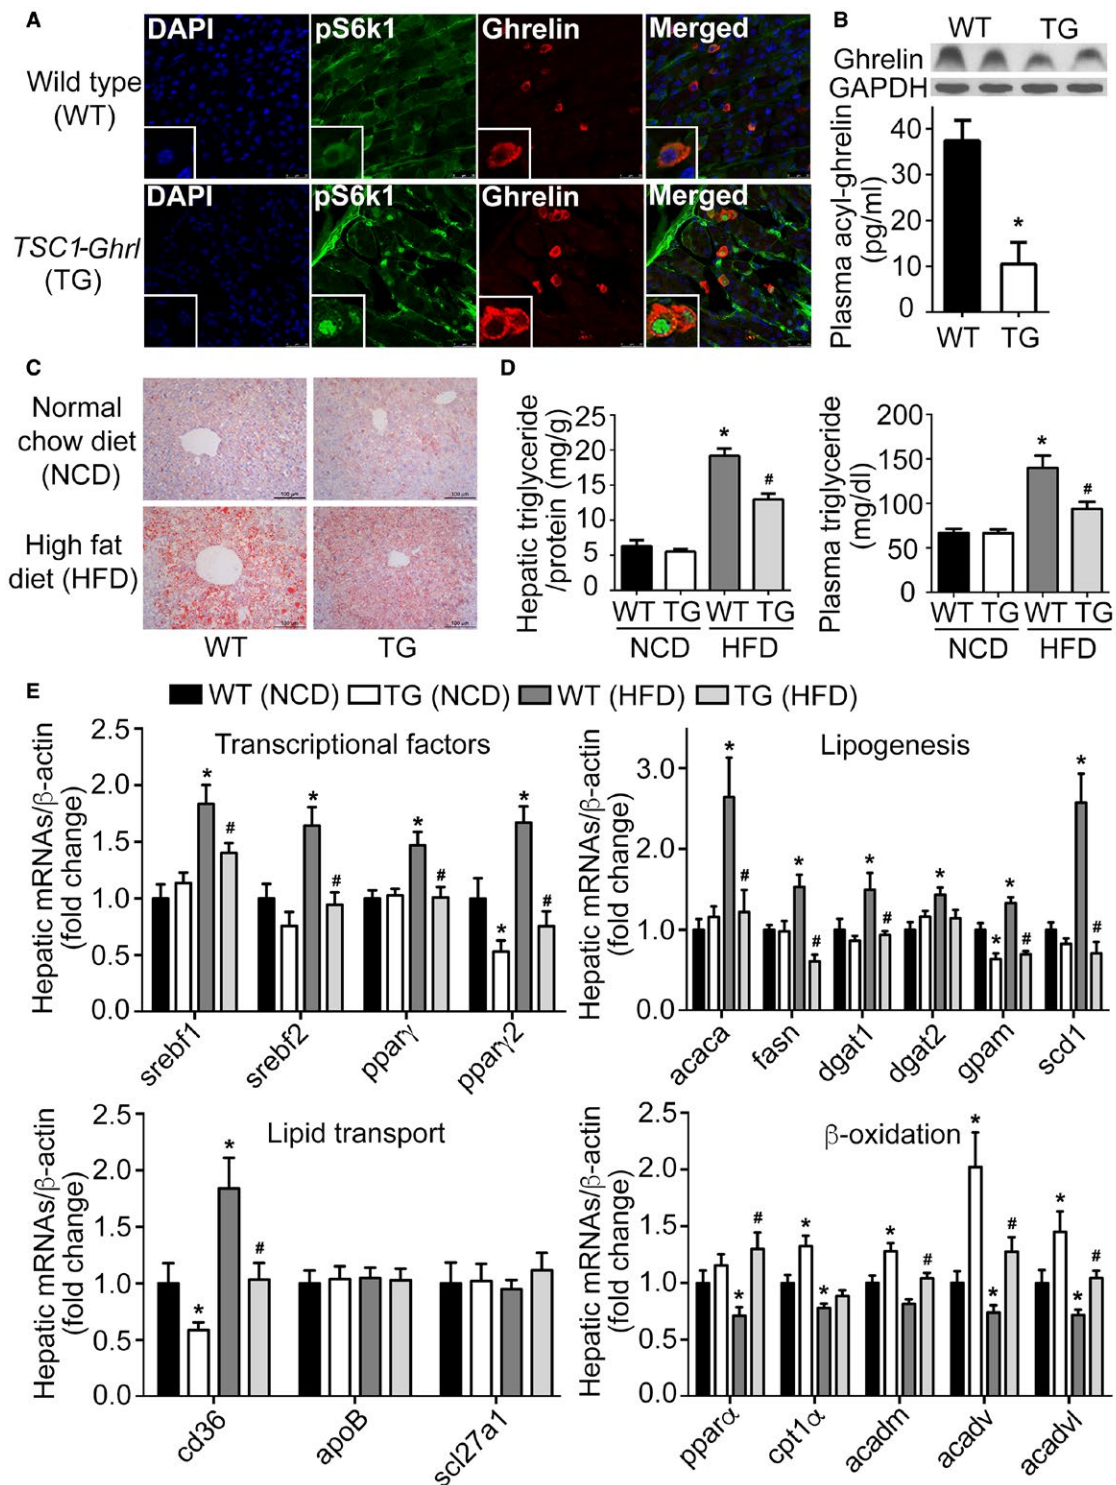 A
DAPI
pS6k1
Ghrelin
Merged
Wild type
(WT)
DAPI
pS6k1
Ghrelin
Merged
TSC1-Ghrl
(TG)
B
WT TG
Ghrelin
GAPDH
Plasma acyl-ghrelin
(pg/ml)
40
30
20
10
0
*
WT
TG
C
Normal
chow diet
(NCD)
100 μm
100 μm
High fat
diet (HFD)
100 μm
100 μm
WT
TG
D
Hepatic triglyceride
/protein (mg/g)
25
20
15
10
5
0
*
#
WT TG WT TG
NCD HFD
Plasma triglyceride
(mg/dl)
200
150
100
50
0
*
#
WT TG WT TG
NCD HFD
E
WT (NCD) TG (NCD) WT (HFD) TG (HFD)
Transcriptional factors
Hepatic mRNAs/β-actin
(fold change)
2.5
2.0
1.5
1.0
0.5
0.0
* # * # * # * * #
srebf1
srebf2
pparγ
pparγ2
Lipogenesis
Hepatic mRNAs/β-actin
(fold change)
3.0
2.0
1.0
0.0
* # * # * # * * * # * #
acaca
fasn
dgat1
dgat2
gpam
scd1
Lipid transport
Hepatic mRNAs/β-actin
(fold change)
2.5
2.0
1.5
1.0
0.5
0.0
* * #
cd36
apoB
scl27a1
β-oxidation
Hepatic mRNAs/β-actin
(fold change)
2.5
2.0
1.5
1.0
0.5
0.0
* # * * * # * * # * * #
pparα
cpt1α
acadm
acadv
acadvl